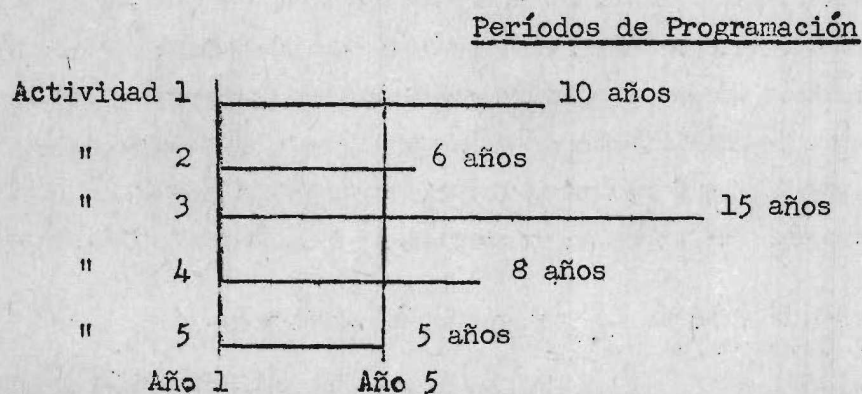 Períodos de Programación
Actividad 1 10 años
" 2 6 años
" 3 15 años
" 4 8 años
" 5 5 años
Año 1 Año 5